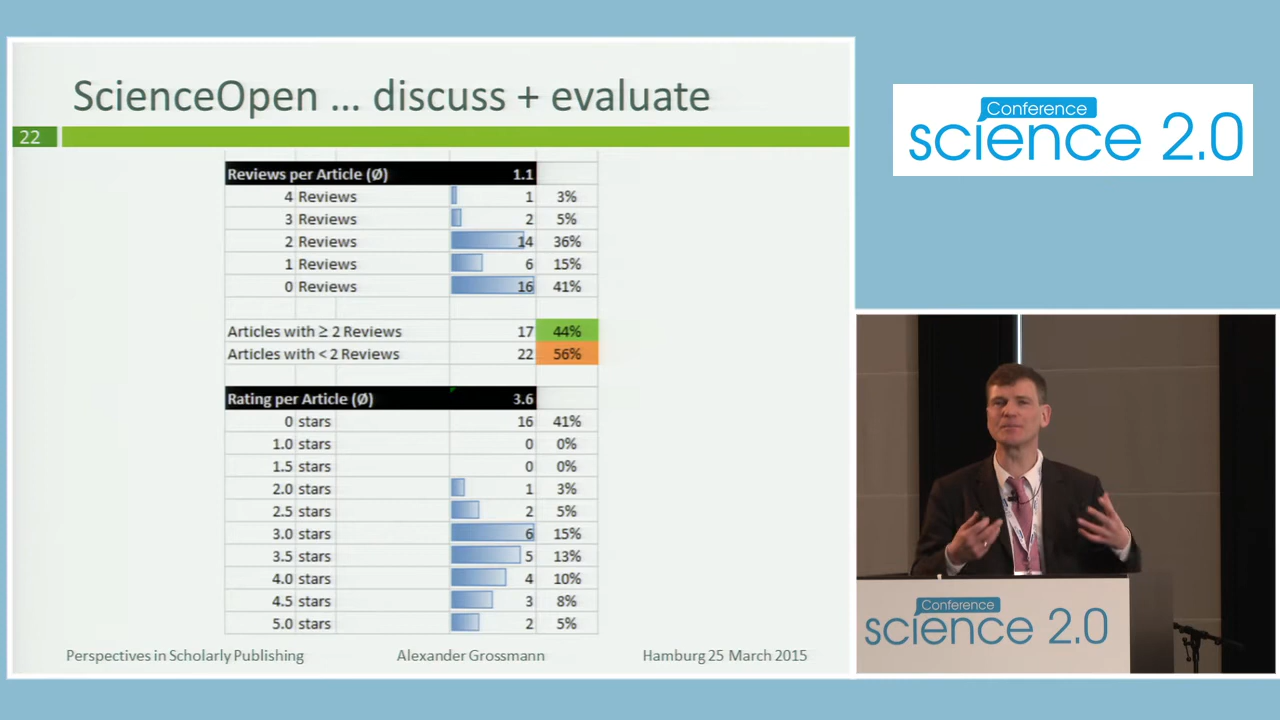 ScienceOpen ... discuss + evaluate
22
Reviews per Article (Ø) 1.1
4 Reviews 1 3%
3 Reviews 2 5%
2 Reviews 14 36%
1 Reviews 6 15%
0 Reviews 16 41%
Articles with ≥ 2 Reviews 17 44%
Articles with < 2 Reviews 22 56%
Rating per Article (Ø) 3.6
0 stars 16 41%
1.0 stars 0 0%
1.5 stars 0 0%
2.0 stars 1 3%
2.5 stars 2 5%
3.0 stars 6 15%
3.5 stars 5 13%
4.0 stars 4 10%
4.5 stars 3 8%
5.0 stars 2 5%
Perspectives in Scholarly Publishing Alexander Grossmann Hamburg 25 March 2015
Conference
science 2.0
Conference
science 2.0